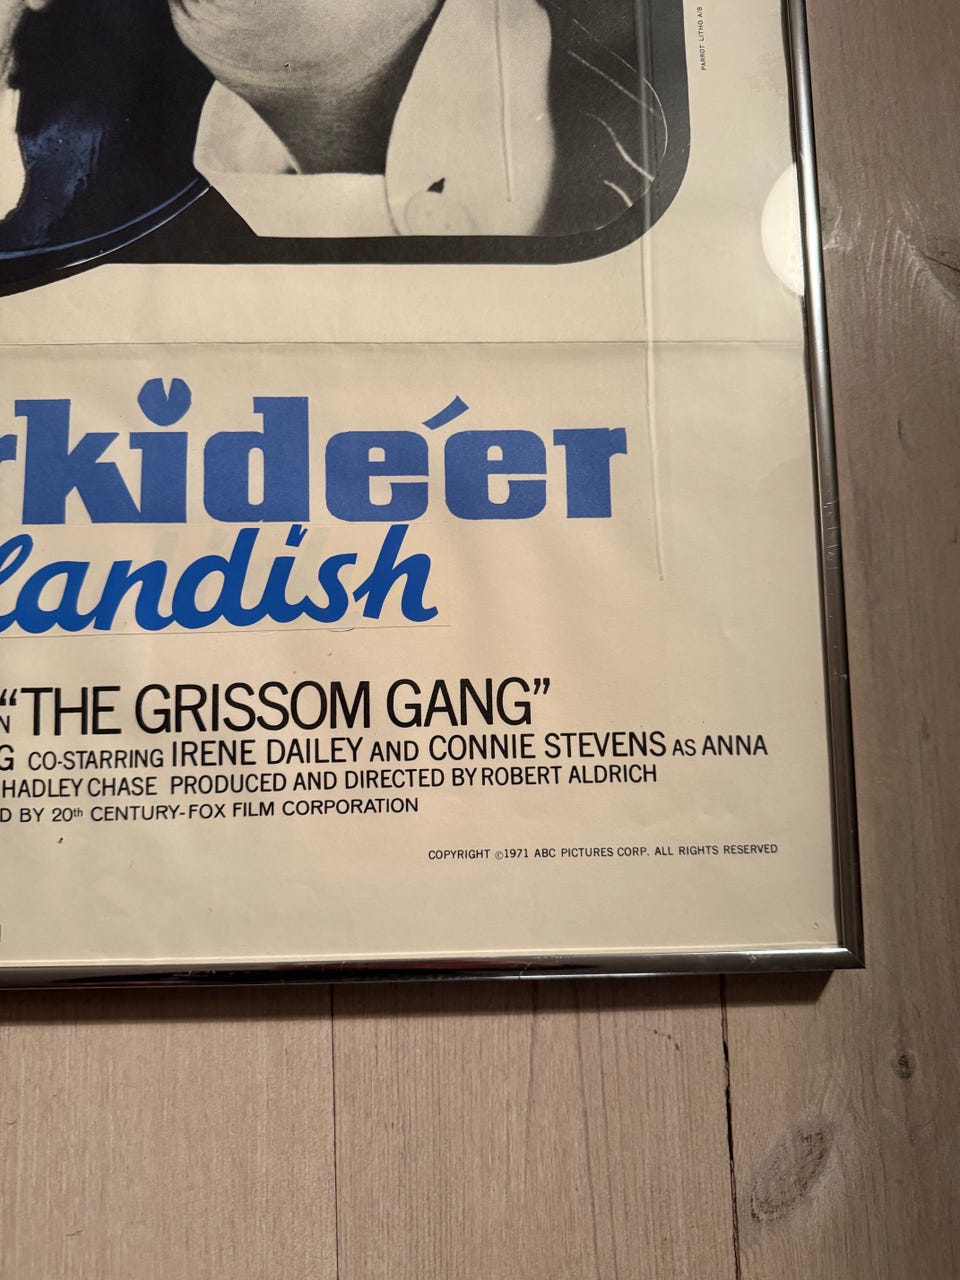 PARROT LITHO A/S
rkidéer
landish
N "THE GRISSOM GANG"
G CO-STARRING IRENE DAILEY AND CONNIE STEVENS AS ANNA
HADLEY CHASE PRODUCED AND DIRECTED BY ROBERT ALDRICH
D BY 20th CENTURY-FOX FILM CORPORATION
COPYRIGHT ©1971 ABC PICTURES CORP. ALL RIGHTS RESERVED